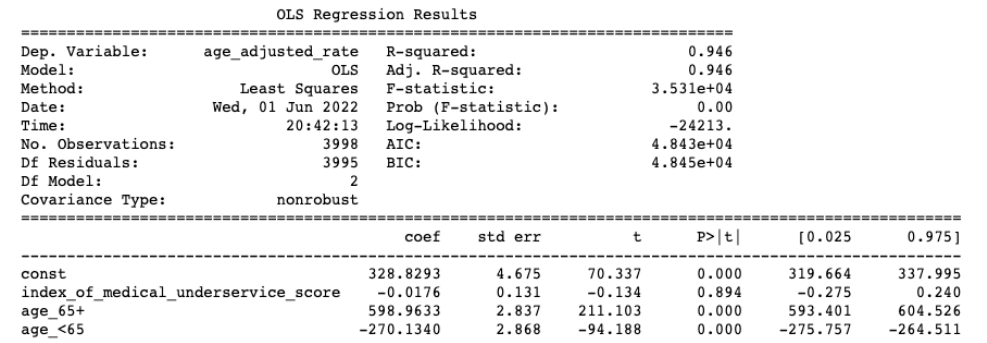 OLS Regression Results
==============================================================================
Dep. Variable: age_adjusted_rate R-squared: 0.946
Model: OLS Adj. R-squared: 0.946
Method: Least Squares F-statistic: 3.531e+04
Date: Wed, 01 Jun 2022 Prob (F-statistic): 0.00
Time: 20:42:13 Log-Likelihood: -24213.
No. Observations: 3998 AIC: 4.843e+04
Df Residuals: 3995 BIC: 4.845e+04
Df Model: 2
Covariance Type: nonrobust
==============================================================================
coef std err t P>|t| [0.025 0.975]
------------------------------------------------------------------------------
const 328.8293 4.675 70.337 0.000 319.664 337.995
index_of_medical_underservice_score -0.0176 0.131 -0.134 0.894 -0.275 0.240
age_65+ 598.9633 2.837 211.103 0.000 593.401 604.526
age_<65 -270.1340 2.868 -94.188 0.000 -275.757 -264.511